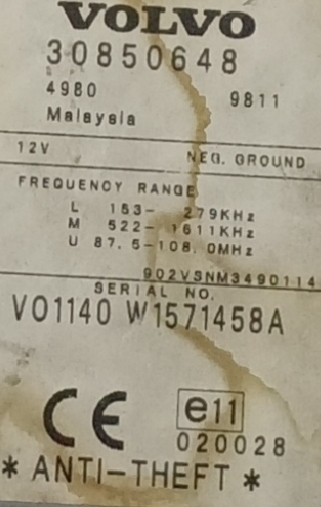 VOLVO
30850648
4980 9811
Malaysia
12V NEG. GROUND
FREQUENCY RANGE
L 153- 279KHz
M 522- 1611KHz
U 87.5-108.0MHz
902VSNM3490114
SERIAL NO.
VO1140 W1571458A
CE e11
020028
* ANTI-THEFT *